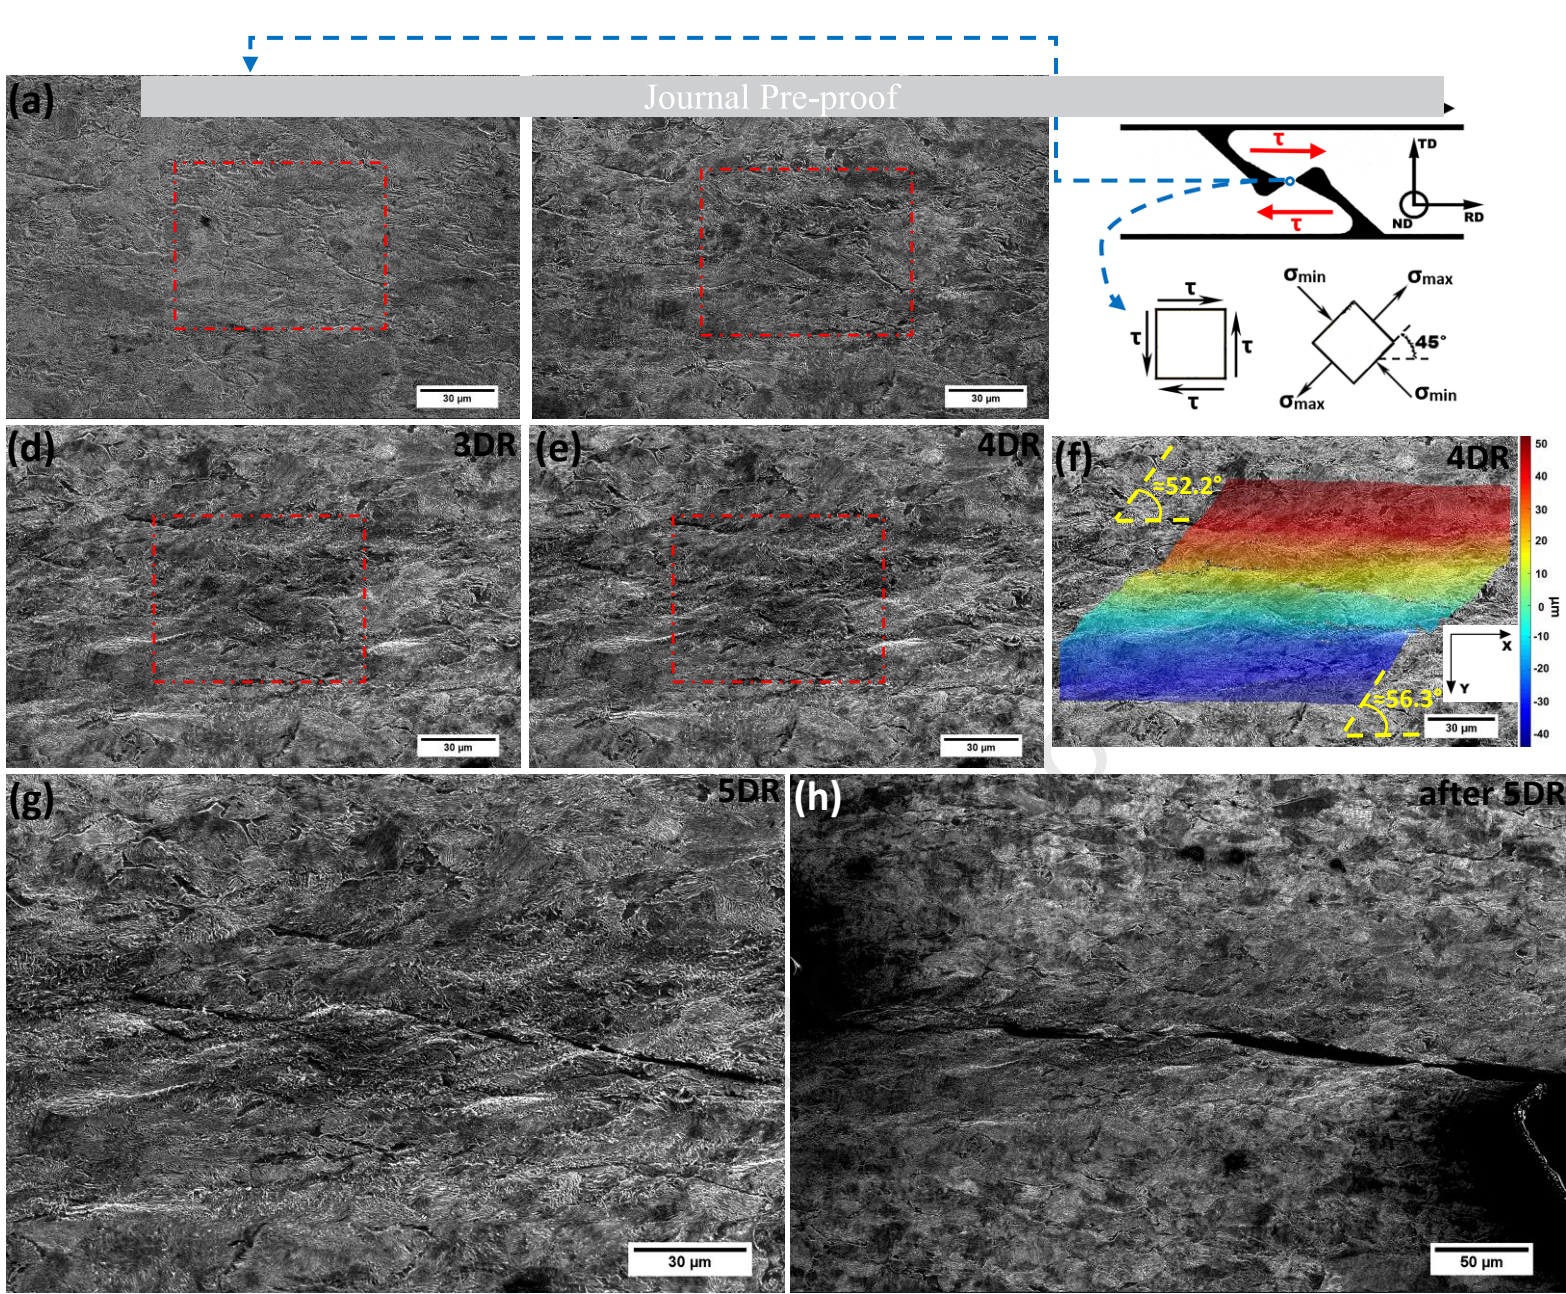 Journal Pre-proof
(a)
30 µm
30 µm
τ
τ
TD
ND
RD
τ
τ
τ
τ
σmin
σmax
45°
σmax
σmin
(d)
3DR
30 µm
(e)
4DR
30 µm
(f)
4DR
≈52.2°
≈56.3°
X
Y
30 µm
50
40
30
20
10
0
-10
-20
-30
-40
µm
(g)
5DR
30 µm
(h)
after 5DR
50 µm